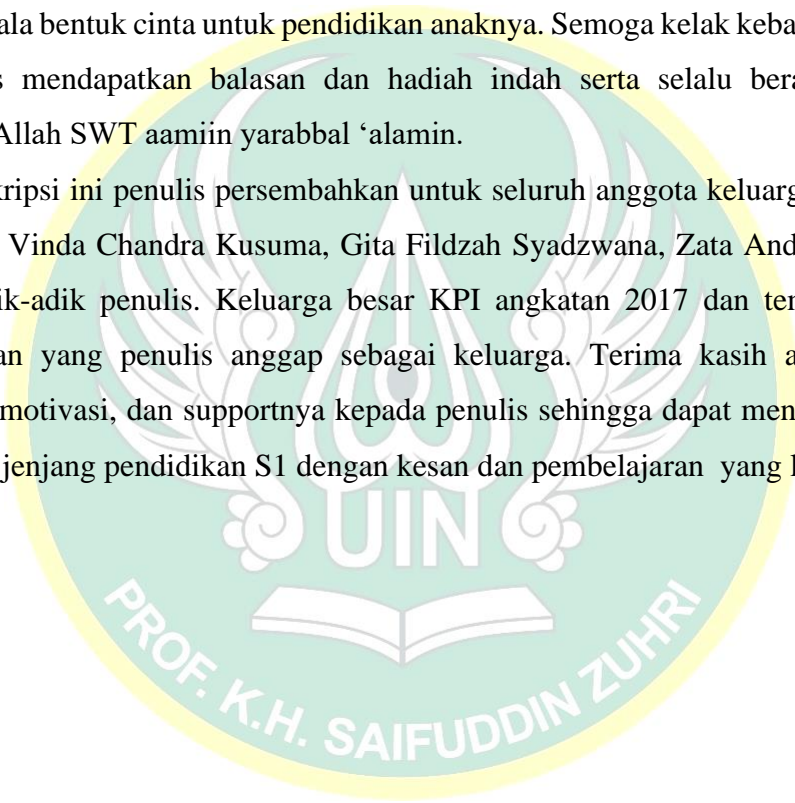 ala bentuk cinta untuk pendidikan anaknya. Semoga kelak keba
s mendapatkan balasan dan hadiah indah serta selalu bera
Allah SWT aamiin yarabbal ‘alamin.
kripsi ini penulis persembahkan untuk seluruh anggota keluarg
Vinda Chandra Kusuma, Gita Fildzah Syadzwana, Zata And
ik-adik penulis. Keluarga besar KPI angkatan 2017 dan ter
an yang penulis anggap sebagai keluarga. Terima kasih a
motivasi, dan supportnya kepada penulis sehingga dapat men
jenjang pendidikan S1 dengan kesan dan pembelajaran yang l
UIN
PROF. K.H. SAIFUDDIN ZUHRI